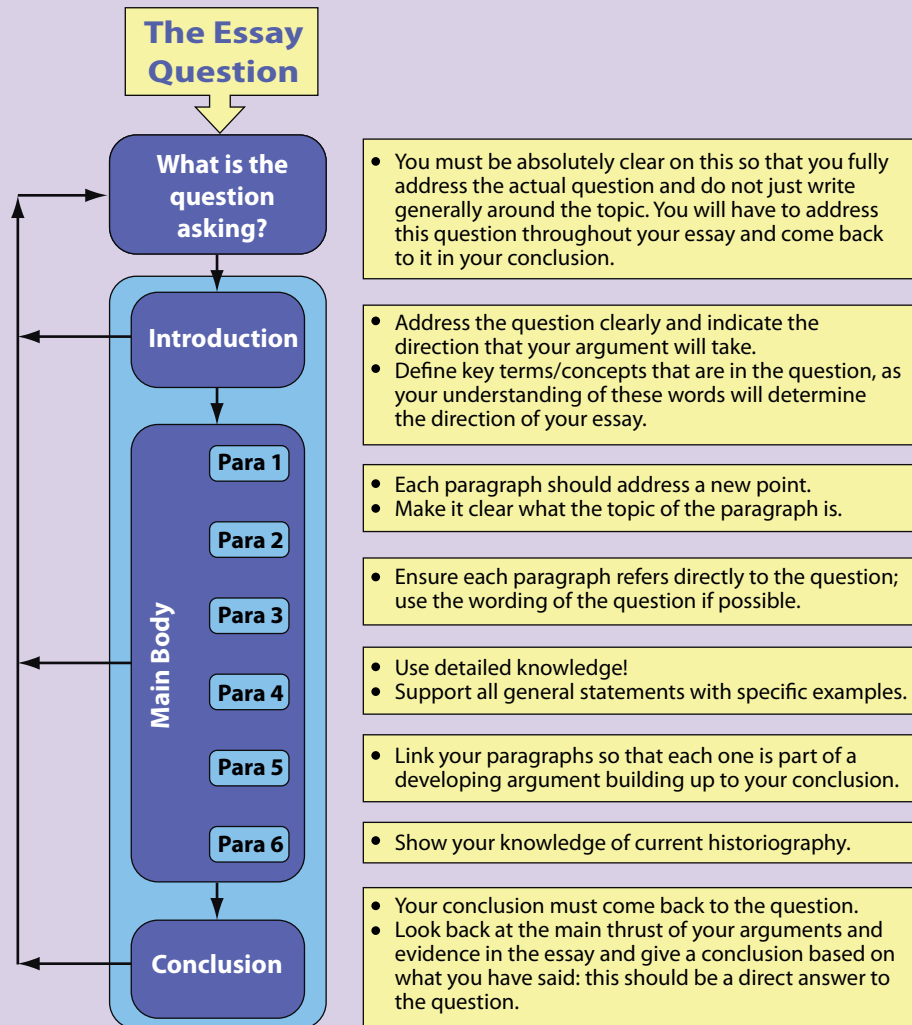 The Essay
Question
What is the
question
asking?
• You must be absolutely clear on this so that you fully
address the actual question and do not just write
generally around the topic. You will have to address
this question throughout your essay and come back
to it in your conclusion.
Introduction
• Address the question clearly and indicate the
direction that your argument will take.
• Define key terms/concepts that are in the question, as
your understanding of these words will determine
the direction of your essay.
Main Body
Para 1
• Each paragraph should address a new point.
• Make it clear what the topic of the paragraph is.
Para 2
• Ensure each paragraph refers directly to the question;
use the wording of the question if possible.
Para 3
• Use detailed knowledge!
• Support all general statements with specific examples.
Para 4
• Link your paragraphs so that each one is part of a
developing argument building up to your conclusion.
Para 5
• Show your knowledge of current historiography.
Para 6
Conclusion
• Your conclusion must come back to the question.
• Look back at the main thrust of your arguments and
evidence in the essay and give a conclusion based on
what you have said: this should be a direct answer to
the question.